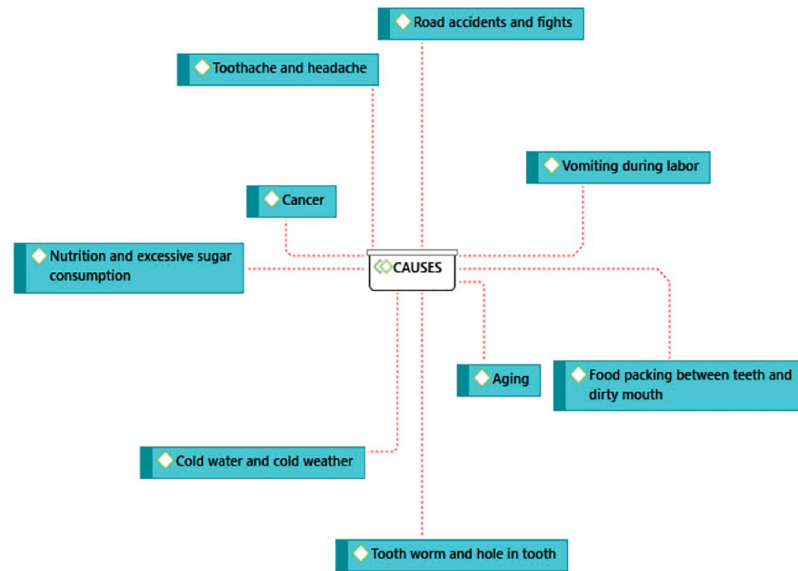 Road accidents and fights
Toothache and headache
Vomiting during labor
Cancer
Nutrition and excessive sugar
consumption
CAUSES
Aging
Food packing between teeth and
dirty mouth
Cold water and cold weather
Tooth worm and hole in tooth